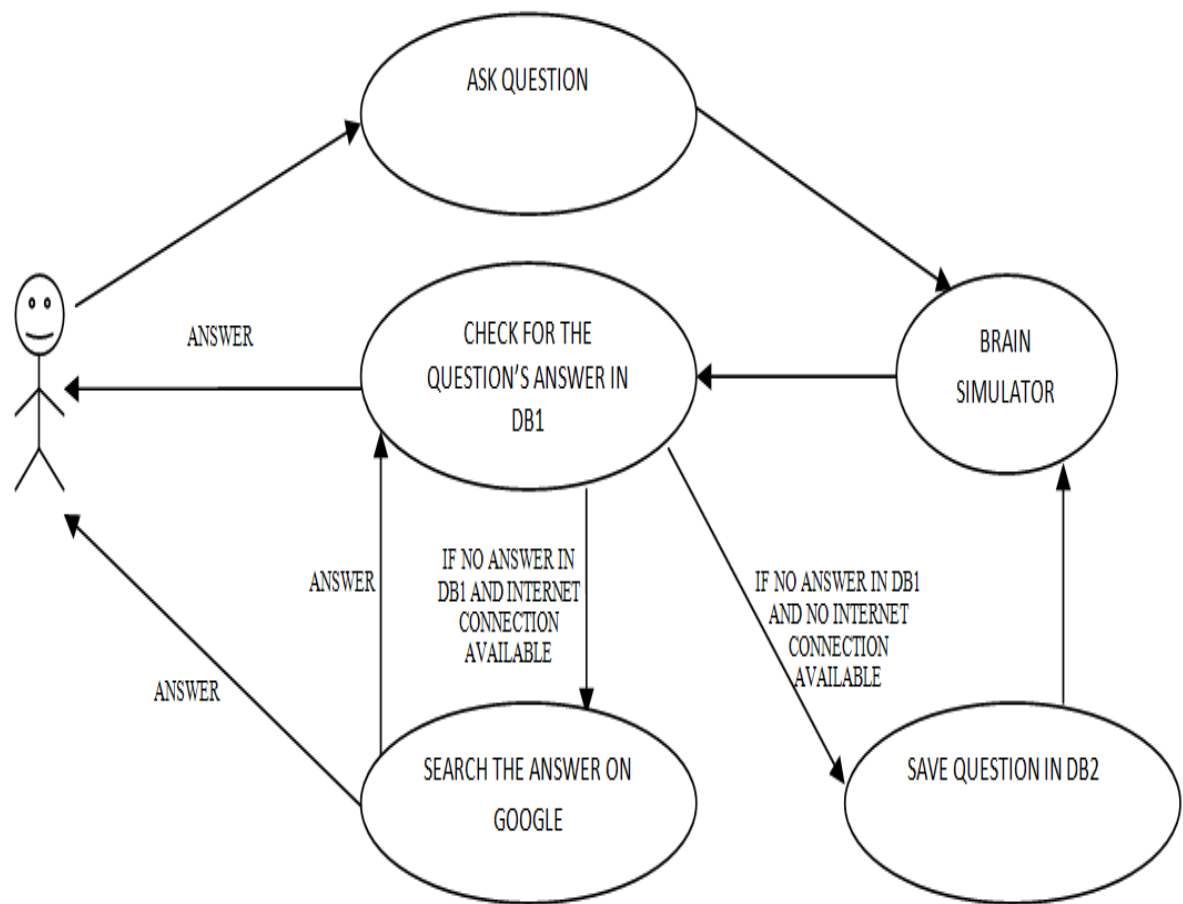 ASK QUESTION
CHECK FOR THE
QUESTION'S ANSWER IN
DB1
BRAIN
SIMULATOR
ANSWER
ANSWER
IF NO ANSWER IN
DB1 AND INTERNET
CONNECTION
AVAILABLE
IF NO ANSWER IN DB1
AND NO INTERNET
CONNECTION
AVAILABLE
ANSWER
SEARCH THE ANSWER ON
GOOGLE
SAVE QUESTION IN DB2